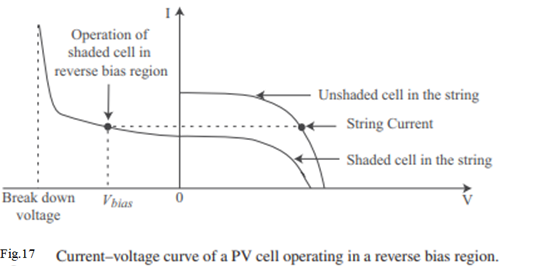 I
Operation of
shaded cell in
reverse bias region
Unshaded cell in the string
String Current
Shaded cell in the string
Break down
voltage
Vbias
0
V
Fig.17 Current–voltage curve of a PV cell operating in a reverse bias region.